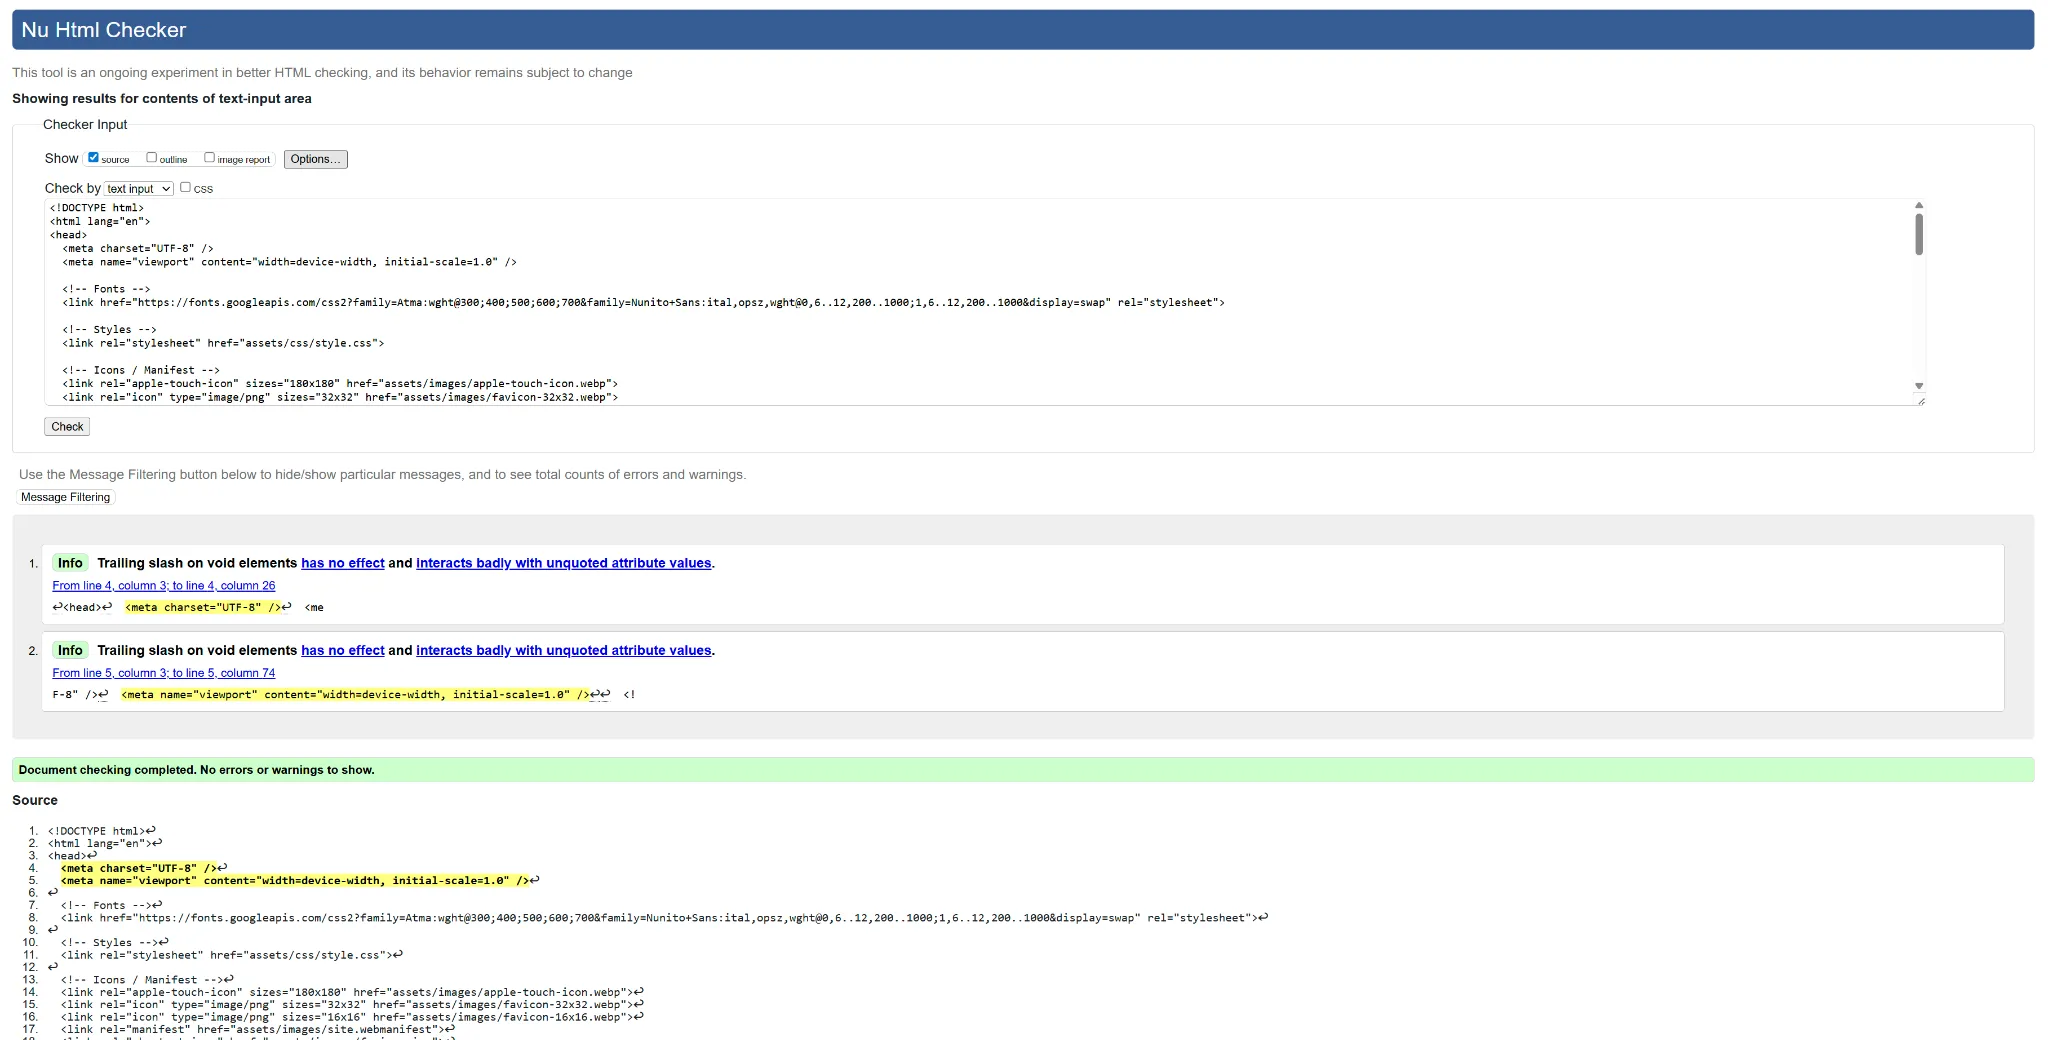 Nu Html Checker
This tool is an ongoing experiment in better HTML checking, and its behavior remains subject to change
Showing results for contents of text-input area
Checker Input
Show source outline image report Options...
Check by text input css
<!DOCTYPE html>
<html lang="en">
<head>
  <meta charset="UTF-8" />
  <meta name="viewport" content="width=device-width, initial-scale=1.0" />
  <!-- Fonts -->
  <link href="https://fonts.googleapis.com/css2?family=Atma:wght@300;400;500;600;700&family=Nunito+Sans:ital,opsz,wght@0,6..12,200..1000;1,6..12,200..1000&display=swap" rel="stylesheet">
  <!-- Styles -->
  <link rel="stylesheet" href="assets/css/style.css">
  <!-- Icons / Manifest -->
  <link rel="apple-touch-icon" sizes="180x180" href="assets/images/apple-touch-icon.webp">
  <link rel="icon" type="image/png" sizes="32x32" href="assets/images/favicon-32x32.webp">
Check
Use the Message Filtering button below to hide/show particular messages, and to see total counts of errors and warnings.
Message Filtering
1. Info Trailing slash on void elements has no effect and interacts badly with unquoted attribute values.
From line 4, column 3; to line 4, column 26
↩<head>↩  <meta charset="UTF-8" />↩  <me
2. Info Trailing slash on void elements has no effect and interacts badly with unquoted attribute values.
From line 5, column 3; to line 5, column 74
F-8" />↩  <meta name="viewport" content="width=device-width, initial-scale=1.0" />↩↩  <!
Document checking completed. No errors or warnings to show.
Source
1. <!DOCTYPE html>↩
2. <html lang="en">↩
3. <head>↩
4.   <meta charset="UTF-8" />↩
5.   <meta name="viewport" content="width=device-width, initial-scale=1.0" />↩
6. ↩
7.   <!-- Fonts -->↩
8.   <link href="https://fonts.googleapis.com/css2?family=Atma:wght@300;400;500;600;700&family=Nunito+Sans:ital,opsz,wght@0,6..12,200..1000;1,6..12,200..1000&display=swap" rel="stylesheet">↩
9. ↩
10.   <!-- Styles -->↩
11.   <link rel="stylesheet" href="assets/css/style.css">↩
12. ↩
13.   <!-- Icons / Manifest -->↩
14.   <link rel="apple-touch-icon" sizes="180x180" href="assets/images/apple-touch-icon.webp">↩
15.   <link rel="icon" type="image/png" sizes="32x32" href="assets/images/favicon-32x32.webp">↩
16.   <link rel="icon" type="image/png" sizes="16x16" href="assets/images/favicon-16x16.webp">↩
17.   <link rel="manifest" href="assets/images/site.webmanifest">↩